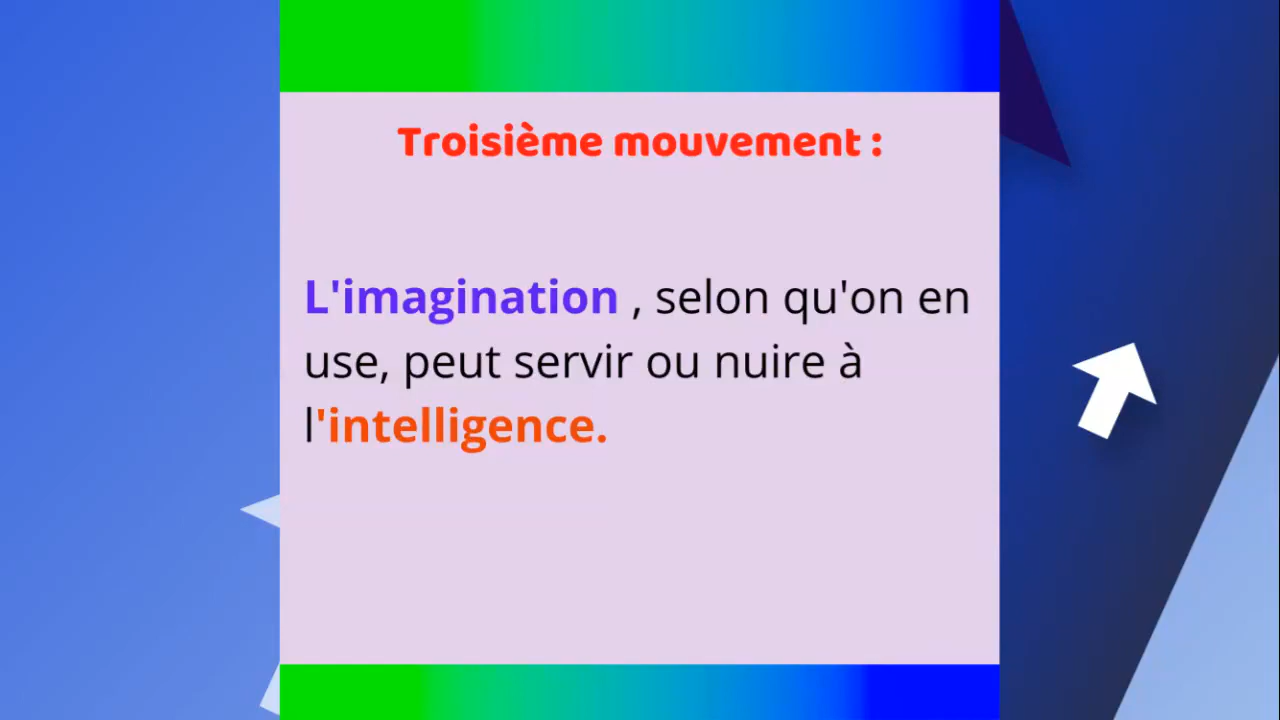 Troisième mouvement :
L'imagination , selon qu'on en
use, peut servir ou nuire à
l'intelligence.